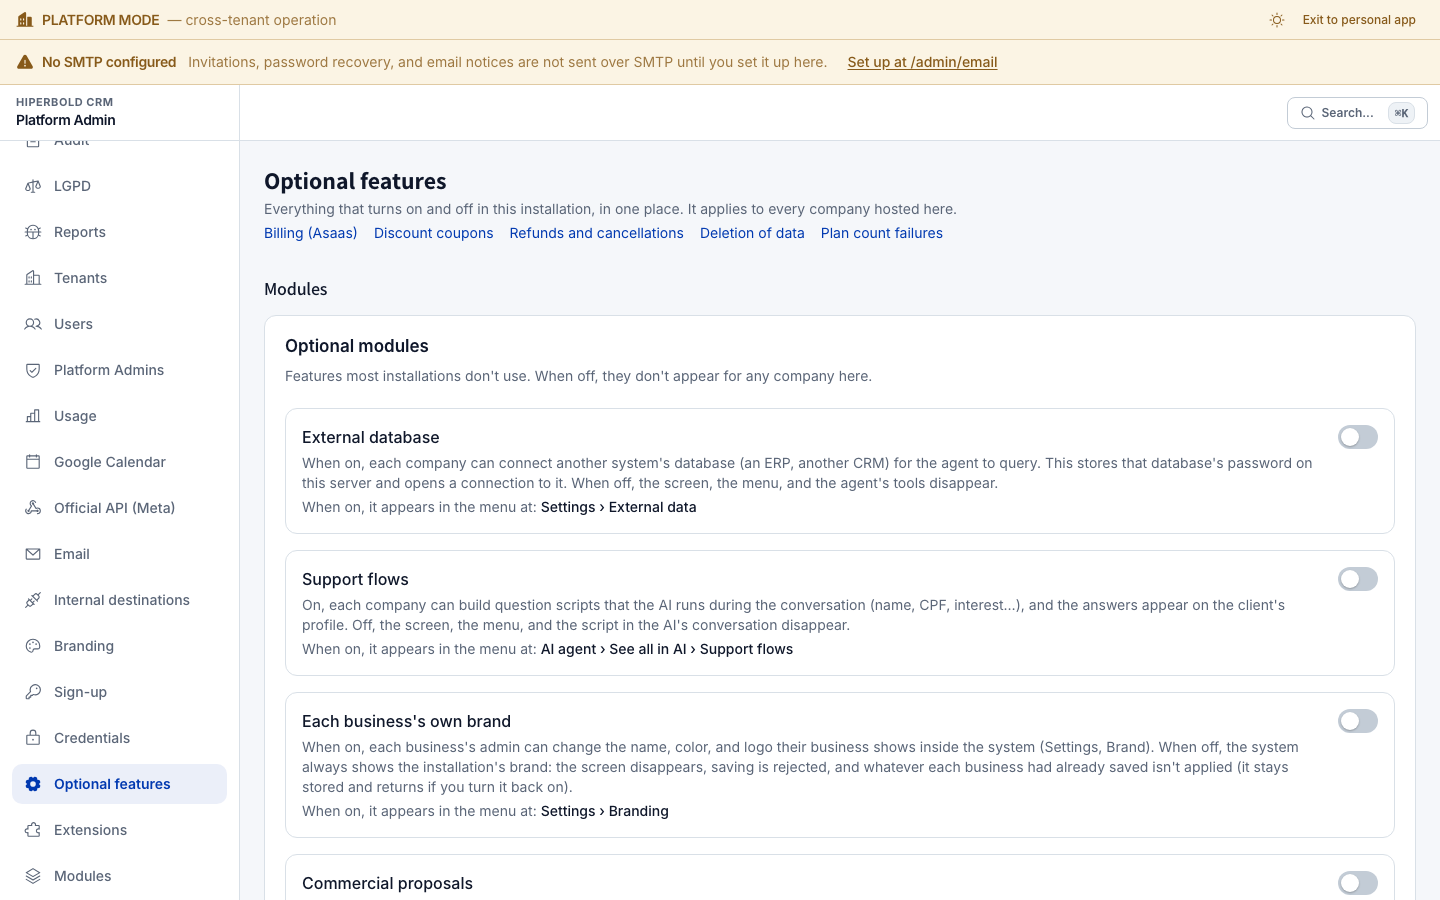 PLATFORM MODE — cross-tenant operation
Exit to personal app
No SMTP configured Invitations, password recovery, and email notices are not sent over SMTP until you set it up here. Set up at /admin/email
HIPERBOLD CRM
Platform Admin
Search... ⌘K
Audit
LGPD
Reports
Tenants
Users
Platform Admins
Usage
Google Calendar
Official API (Meta)
Email
Internal destinations
Branding
Sign-up
Credentials
Optional features
Extensions
Modules
Optional features
Everything that turns on and off in this installation, in one place. It applies to every company hosted here.
Billing (Asaas) Discount coupons Refunds and cancellations Deletion of data Plan count failures
Modules
Optional modules
Features most installations don't use. When off, they don't appear for any company here.
External database
When on, each company can connect another system's database (an ERP, another CRM) for the agent to query. This stores that database's password on
this server and opens a connection to it. When off, the screen, the menu, and the agent's tools disappear.
When on, it appears in the menu at: Settings › External data
Support flows
On, each company can build question scripts that the AI runs during the conversation (name, CPF, interest...), and the answers appear on the client's
profile. Off, the screen, the menu, and the script in the AI's conversation disappear.
When on, it appears in the menu at: AI agent › See all in AI › Support flows
Each business's own brand
When on, each business's admin can change the name, color, and logo their business shows inside the system (Settings, Brand). When off, the system
always shows the installation's brand: the screen disappears, saving is rejected, and whatever each business had already saved isn't applied (it stays
stored and returns if you turn it back on).
When on, it appears in the menu at: Settings › Branding
Commercial proposals